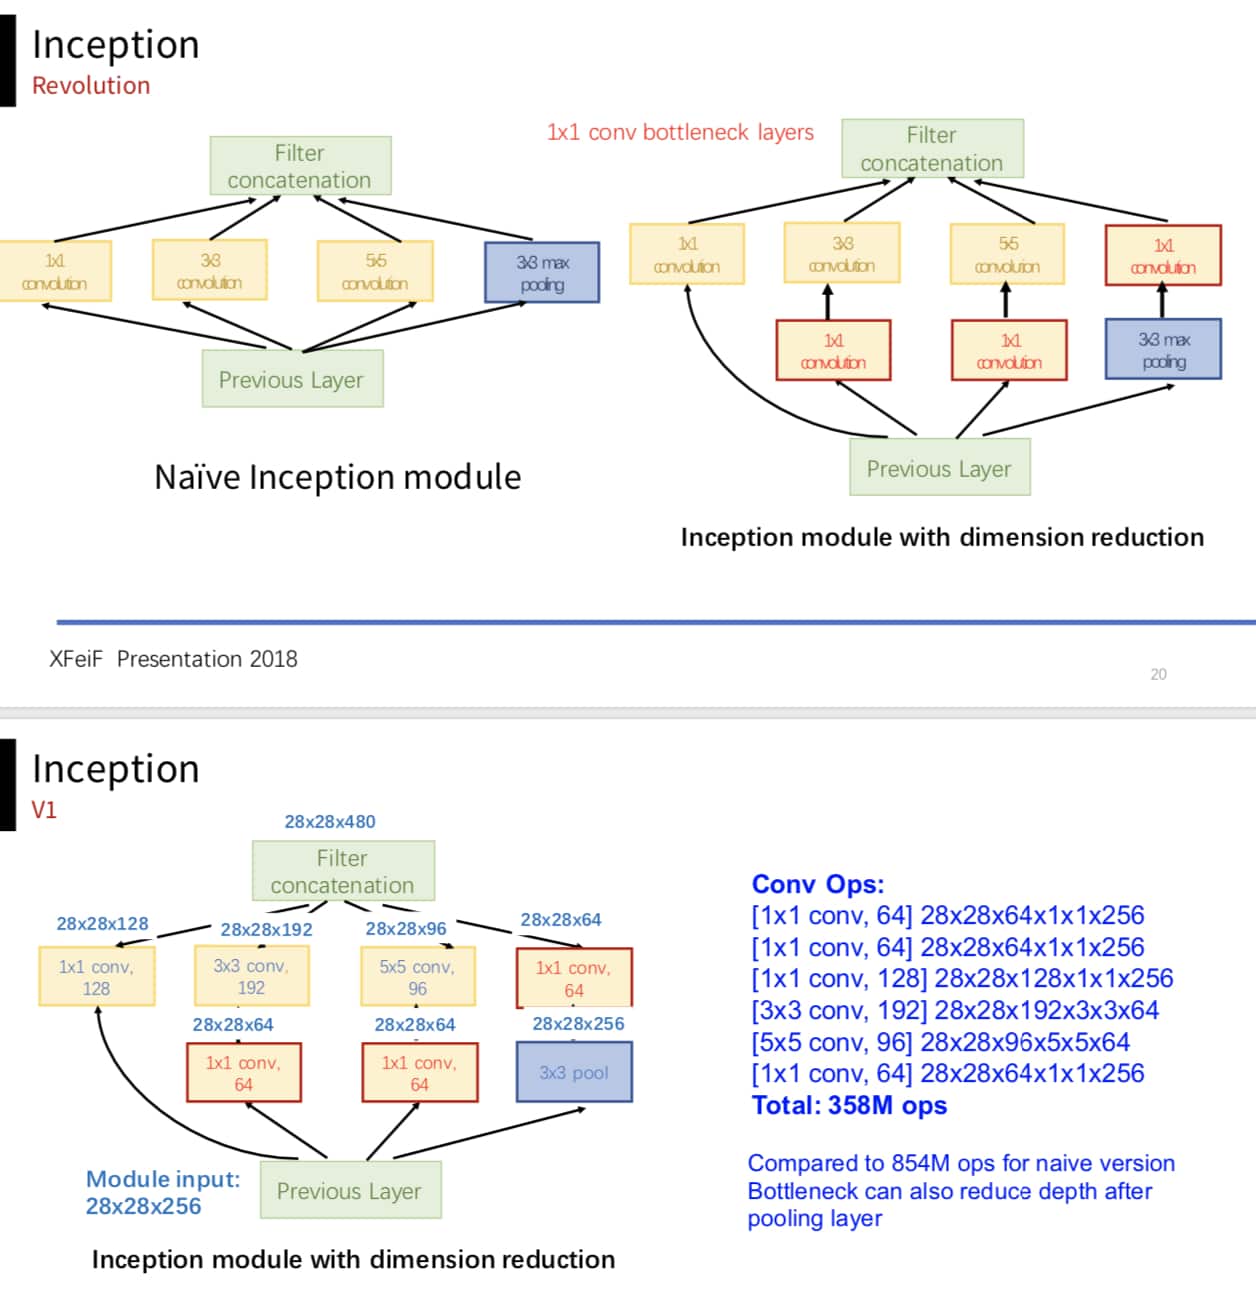 Inception
Revolution
1x1 conv bottleneck layers
Filter
concatenation
1x1
convolution
3x3
convolution
5x5
convolution
3x3 max
pooling
Previous Layer
Naïve Inception module
Filter
concatenation
1x1
convolution
3x3
convolution
5x5
convolution
1x1
convolution
1x1
convolution
1x1
convolution
3x3 max
pooling
Previous Layer
Inception module with dimension reduction
XFeiF Presentation 2018
20
Inception
V1
28x28x480
Filter
concatenation
28x28x128
28x28x192
28x28x96
28x28x64
1x1 conv,
128
3x3 conv,
192
5x5 conv,
96
1x1 conv,
64
28x28x64
28x28x64
28x28x256
1x1 conv,
64
1x1 conv,
64
3x3 pool
Module input:
28x28x256
Previous Layer
Inception module with dimension reduction
Conv Ops:
[1x1 conv, 64] 28x28x64x1x1x256
[1x1 conv, 64] 28x28x64x1x1x256
[1x1 conv, 128] 28x28x128x1x1x256
[3x3 conv, 192] 28x28x192x3x3x64
[5x5 conv, 96] 28x28x96x5x5x64
[1x1 conv, 64] 28x28x64x1x1x256
Total: 358M ops
Compared to 854M ops for naive version
Bottleneck can also reduce depth after
pooling layer